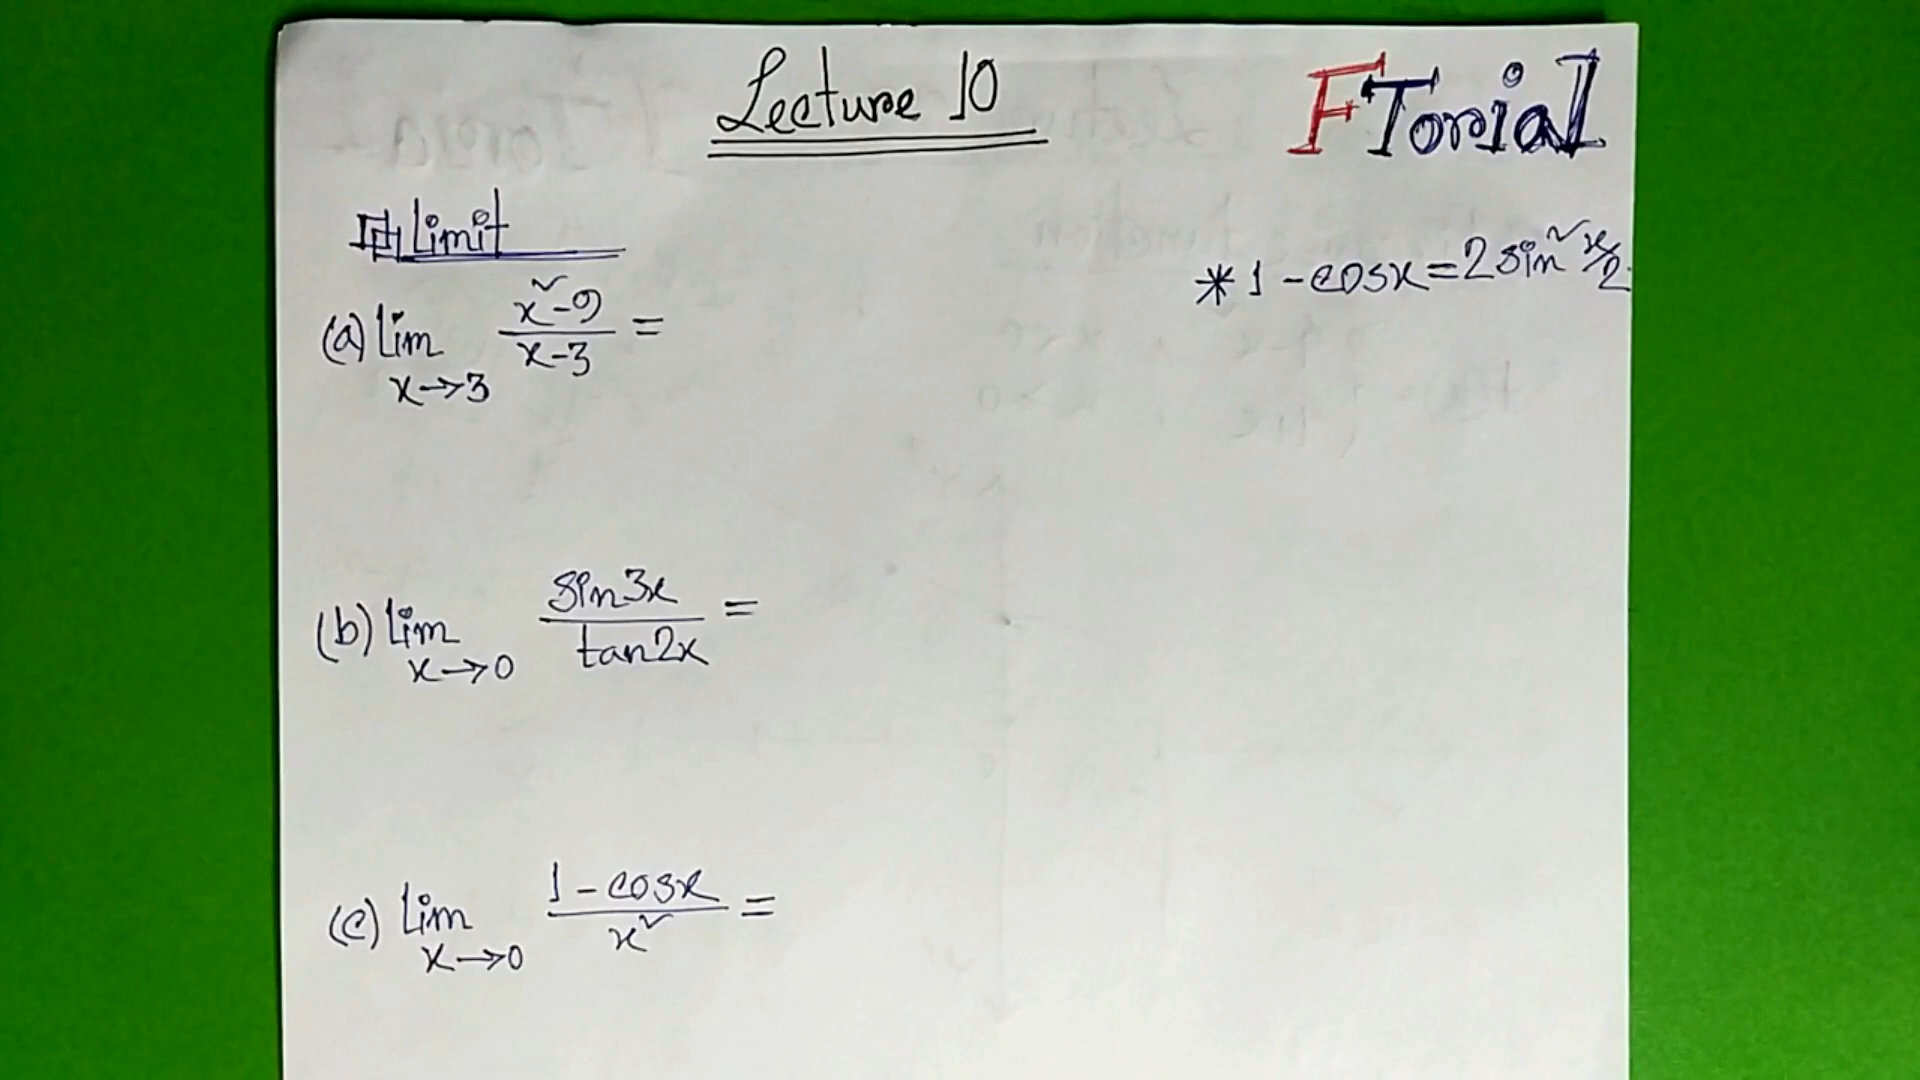 Lecture 10
FTorial
Limit
* 1 - cosx = 2 sin² x/2
(a) lim x→3 x²-9 / x-3 =
(b) lim x→0 sin3x / tan2x =
(c) lim x→0 1-cosx / x² =